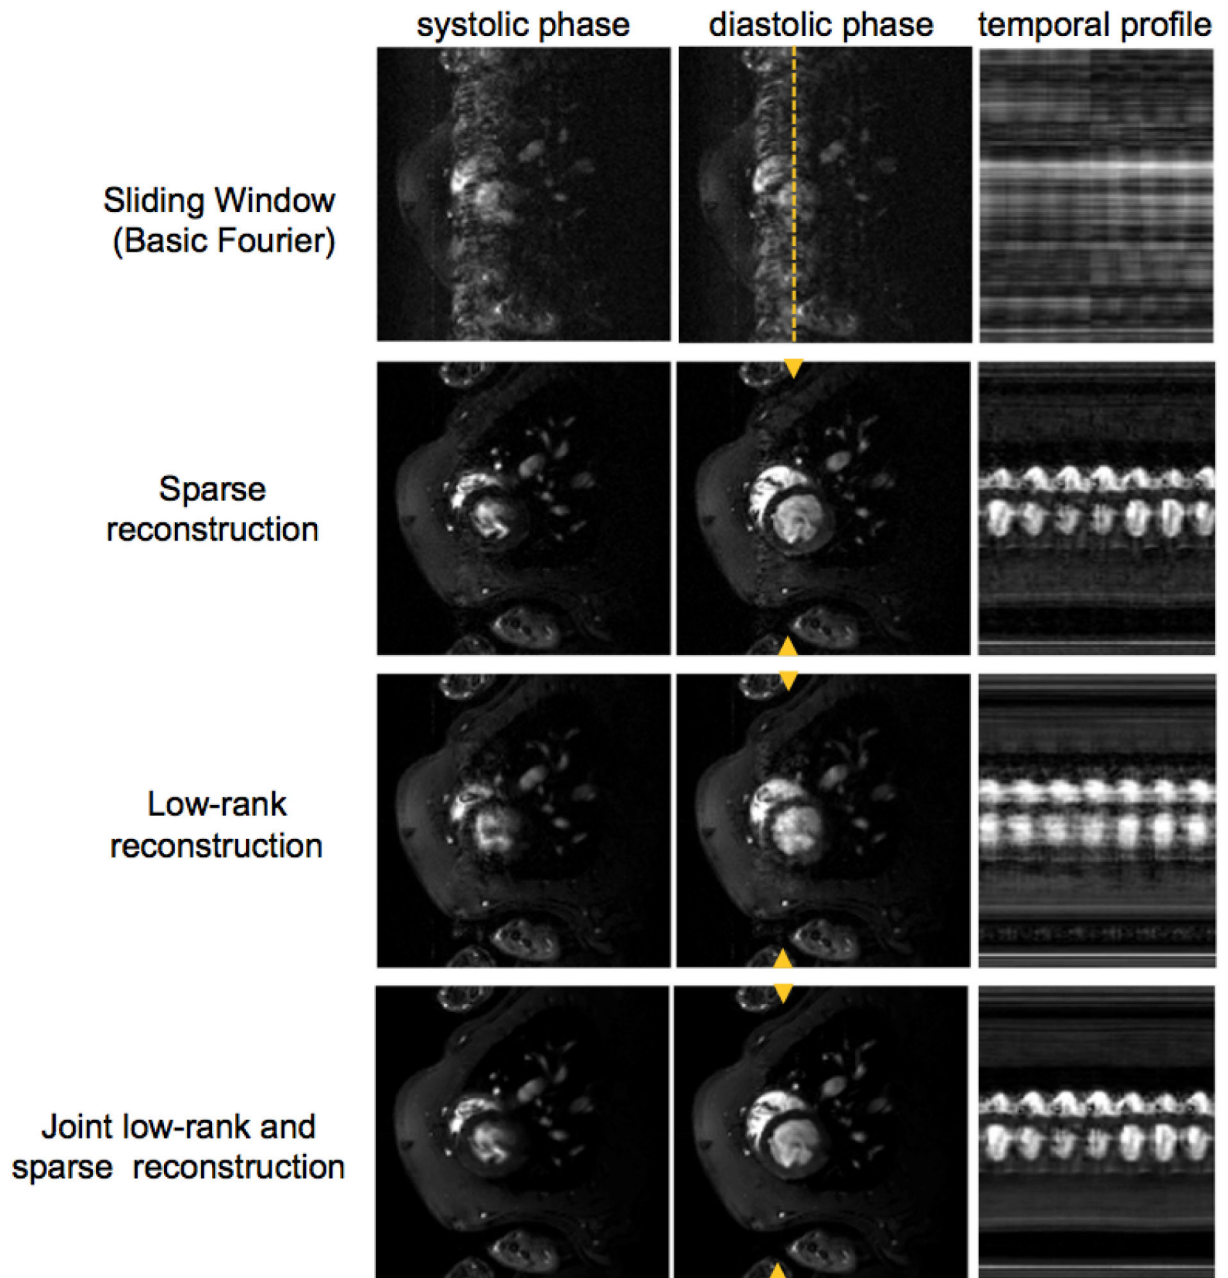 systolic phase
diastolic phase
temporal profile
Sliding Window
(Basic Fourier)
Sparse
reconstruction
Low-rank
reconstruction
Joint low-rank and
sparse reconstruction